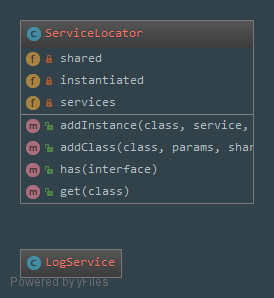 C ServiceLocator
f shared
f instantiated
f services
m addInstance(class, service,
m addClass(class, params, shar
m has(interface)
m get(class)
C LogService
Powered by yFiles